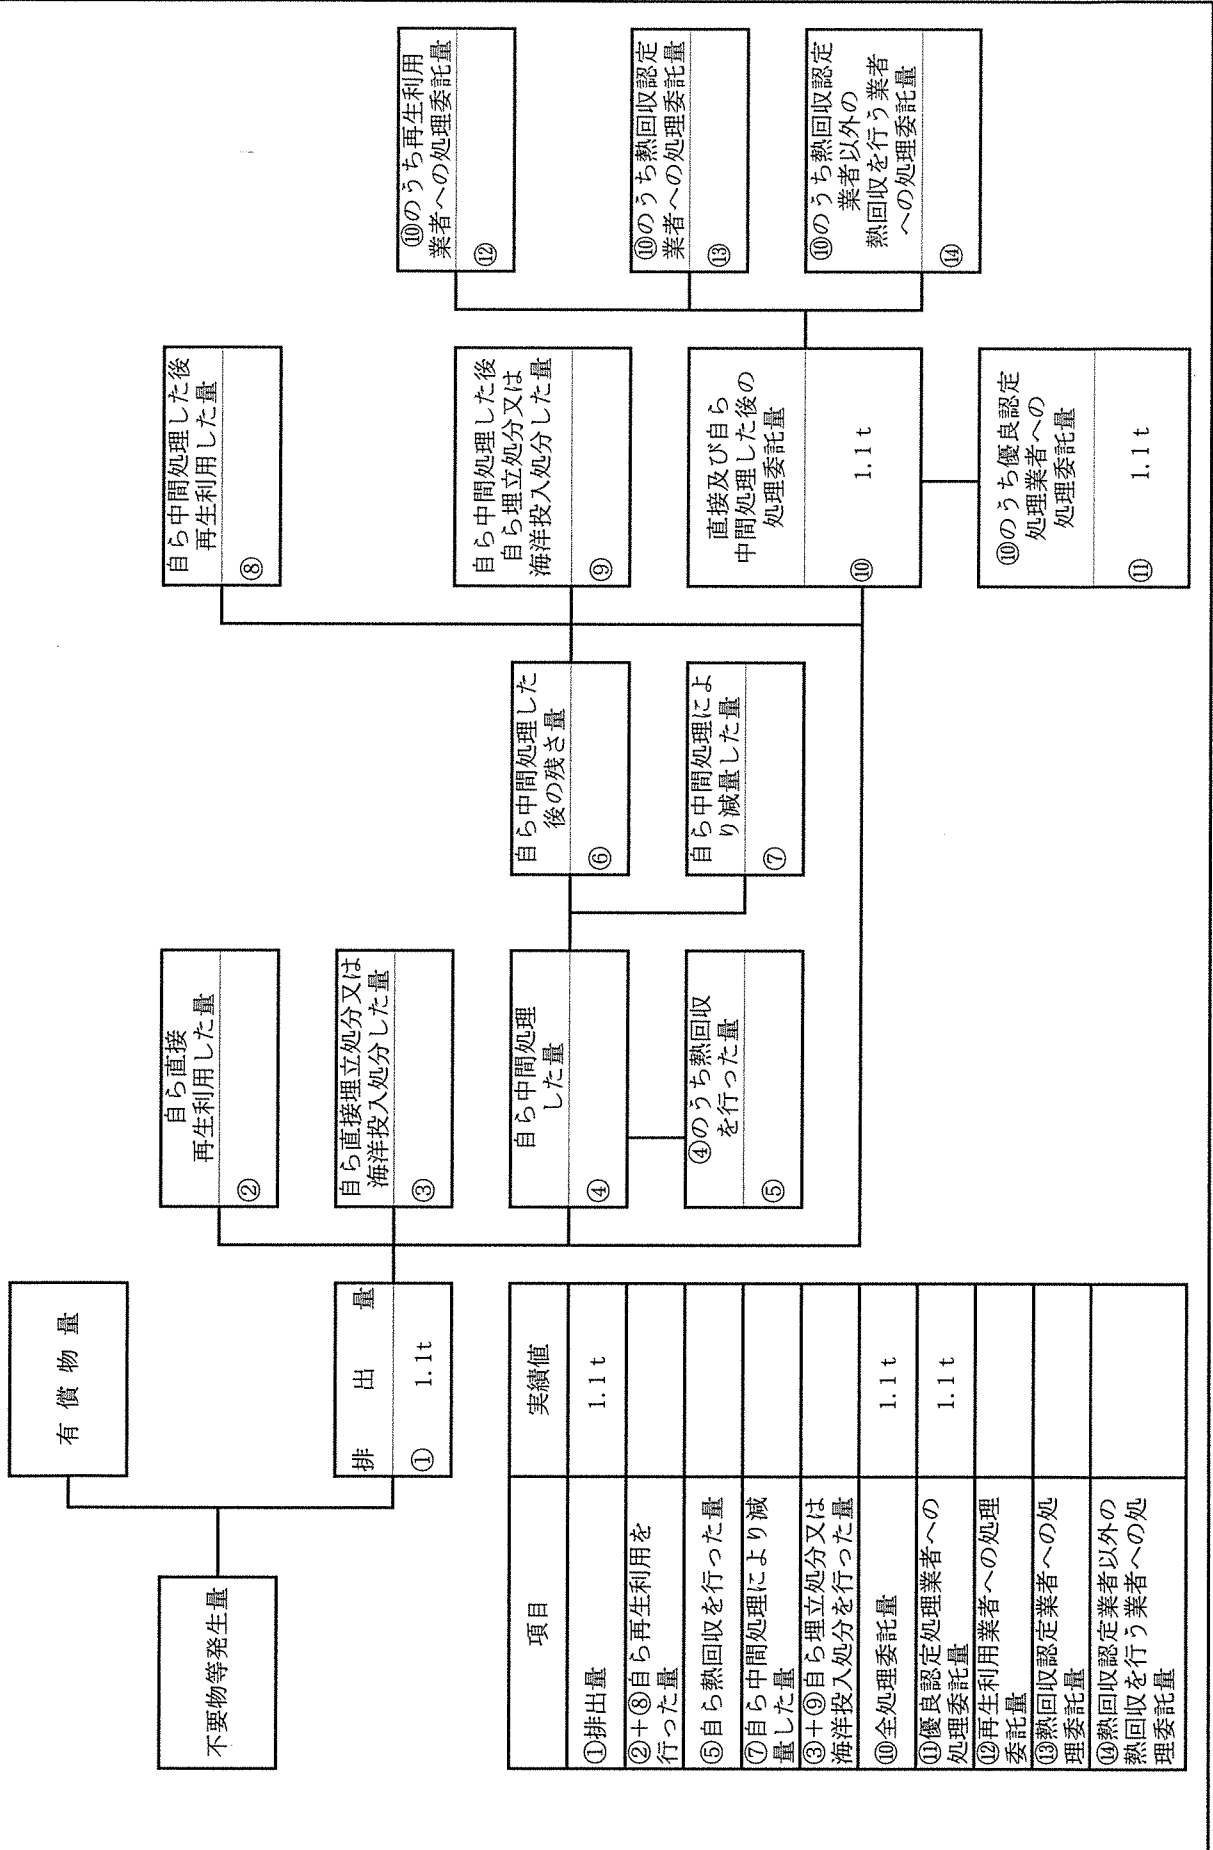 不要物等発生量
有償物量
排出量
① 1.1t
自ら直接
再生利用した量
②
自ら直接埋立処分又は
海洋投入処分した量
③
自ら中間処理
した量
④
④のうち熱回収
を行った量
⑤
自ら中間処理した
後の残さ量
⑥
自ら中間処理によ
り減量した量
⑦
自ら中間処理した後
再生利用した量
⑧
自ら中間処理した後
自ら埋立処分又は
海洋投入処分した量
⑨
直接及び自ら
中間処理した後の
処理委託量
⑩ 1.1t
⑩のうち優良認定
処理業者への
処理委託量
⑪ 1.1t
⑩のうち再生利用
業者への処理委託量
⑫
⑩のうち熱回収認定
業者への処理委託量
⑬
⑩のうち熱回収認定
業者以外の
熱回収を行う業者
への処理委託量
⑭
項目 実績値
①排出量 1.1t
②+⑧自ら再生利用を
行った量
⑤自ら熱回収を行った量
⑦自ら中間処理により減
量した量
③+⑨自ら埋立処分又は
海洋投入処分を行った量
⑩全処理委託量 1.1t
⑪優良認定処理業者への
処理委託量 1.1t
⑫再生利用業者への処理
委託量
⑬熱回収認定業者への処
理委託量
⑭熱回収認定業者以外の
熱回収を行う業者への処
理委託量